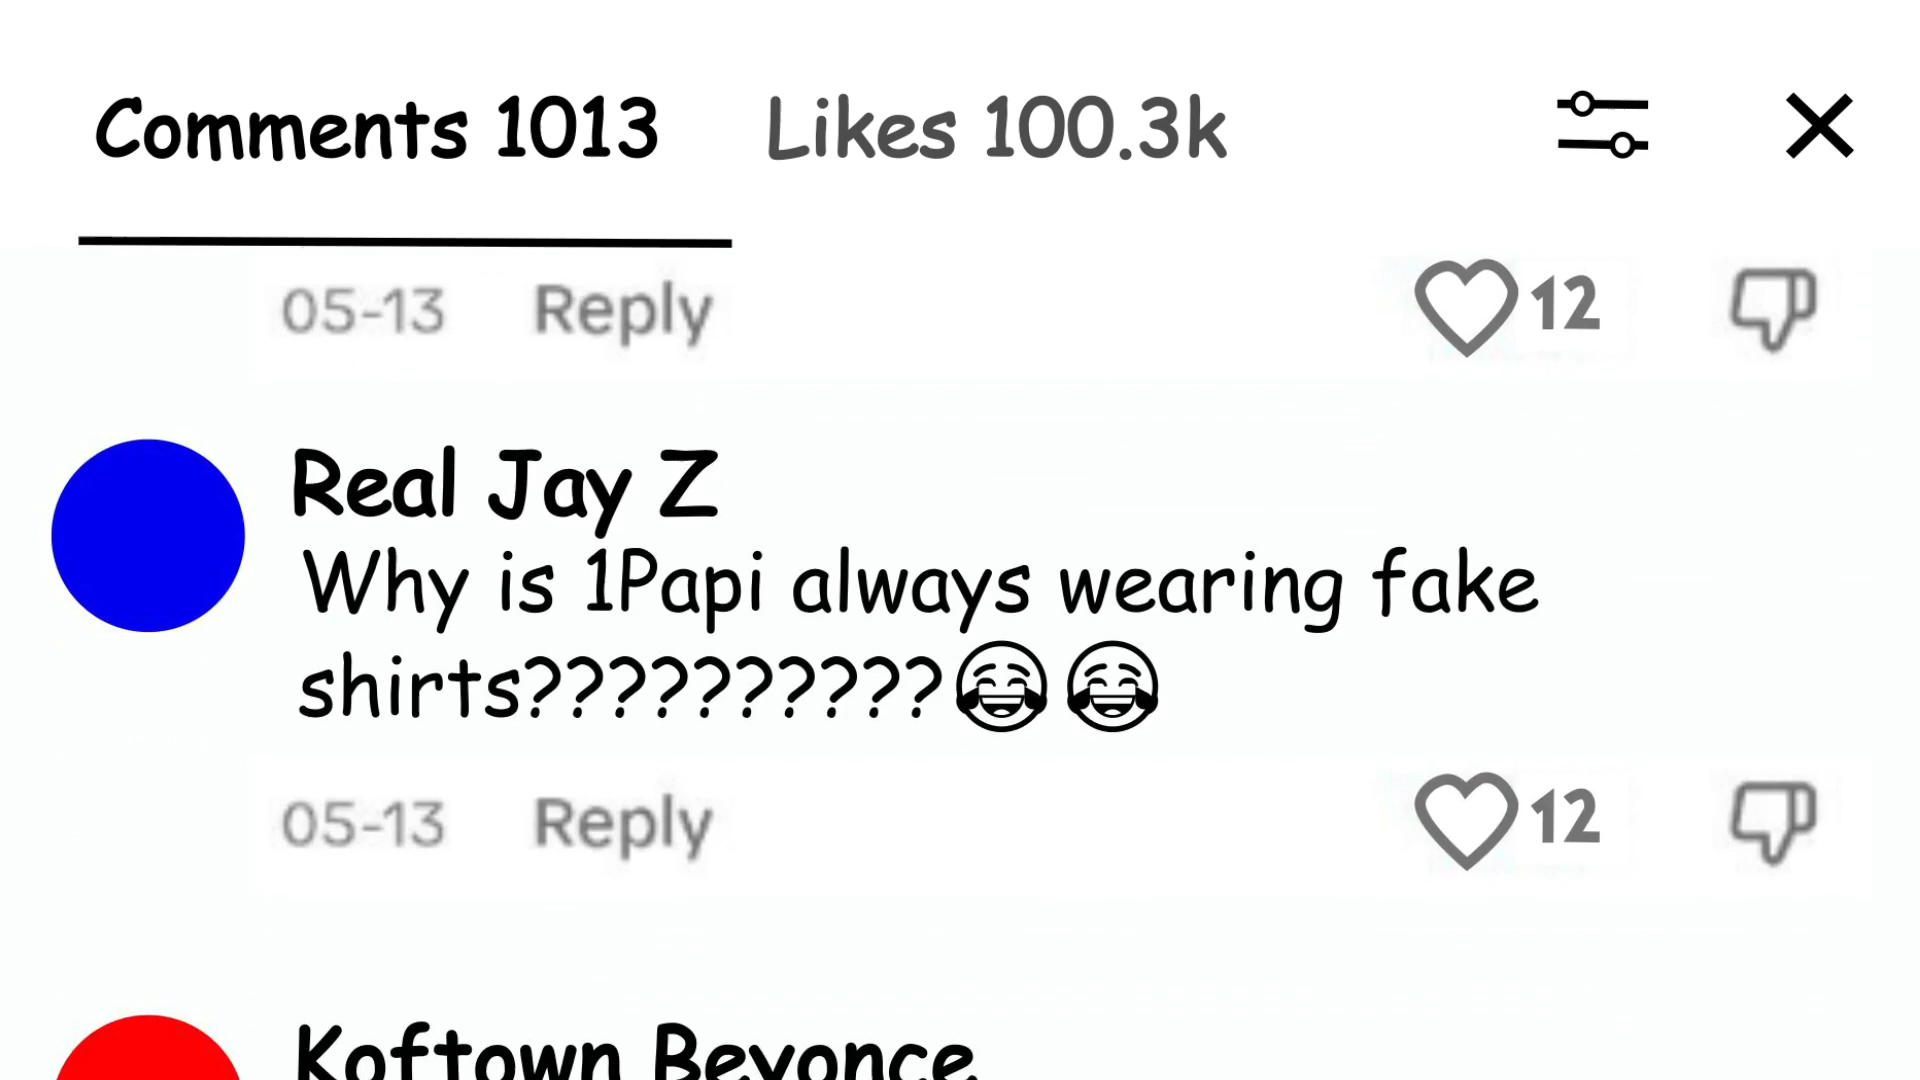 Comments 1013 Likes 100.3k
05-13 Reply 12
Real Jay Z
Why is 1Papi always wearing fake
shirts??????????😂😂
05-13 Reply 12
Koftown Beyonce